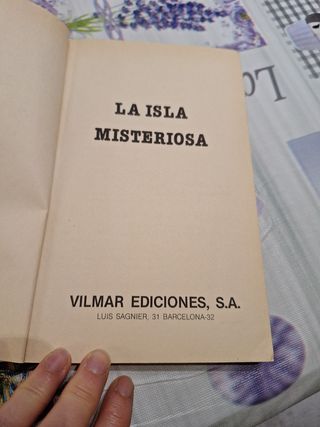 LA ISLA
MISTERIOSA
VILMAR EDICIONES, S.A.
LUIS SAGNIER, 31 BARCELONA-32